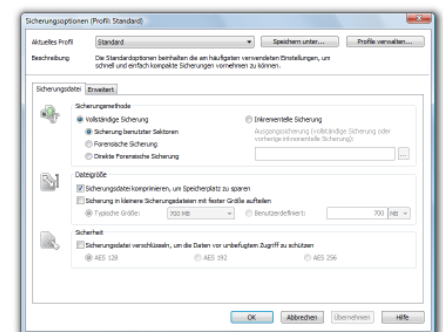 Sicherungsoptionen (Profil: Standard)
Aktuelles Profil Standard Speichern unter... Profile verwalten...
Beschreibung Die Standardoptionen beinhalten die am häufigsten verwendeten Einstellungen, um
schnell und einfach kompakte Sicherungen vornehmen zu können.
Sicherungsdatei Erweitert
Sicherungsmethode
Vollständige Sicherung Inkrementelle Sicherung
Sicherung benutzter Sektoren Ausgangssicherung (vollständige Sicherung oder
Forensische Sicherung vorherige inkrementelle Sicherung):
Direkte Forensische Sicherung ...
Dateigröße
Sicherungsdatei komprimieren, um Speicherplatz zu sparen
Sicherung in kleinere Sicherungsdateien mit fester Größe aufteilen
Typische Größe: 700 MB Benutzerdefiniert: 700 MB
Sicherheit
Sicherungsdatei verschlüsseln, um die Daten vor unbefugtem Zugriff zu schützen
AES 128 AES 192 AES 256
OK Abbrechen Übernehmen Hilfe